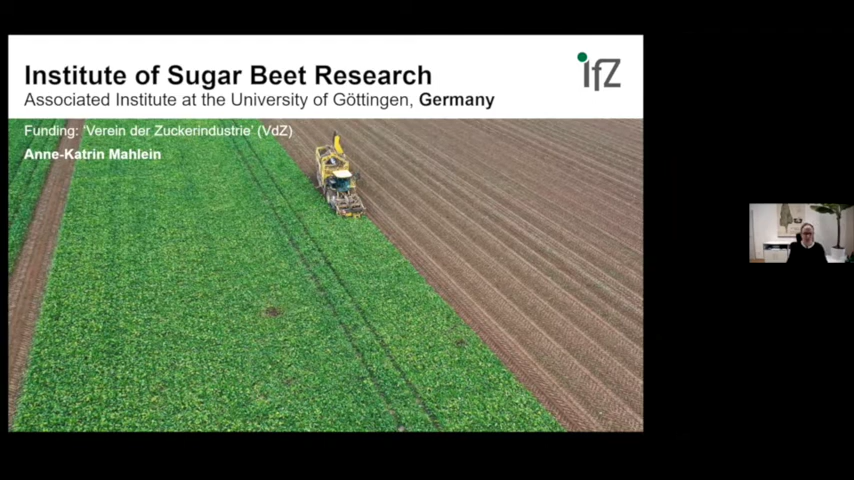 Institute of Sugar Beet Research
Associated Institute at the University of Göttingen, Germany
ifZ
Funding: 'Verein der Zuckerindustrie' (VdZ)
Anne-Katrin Mahlein